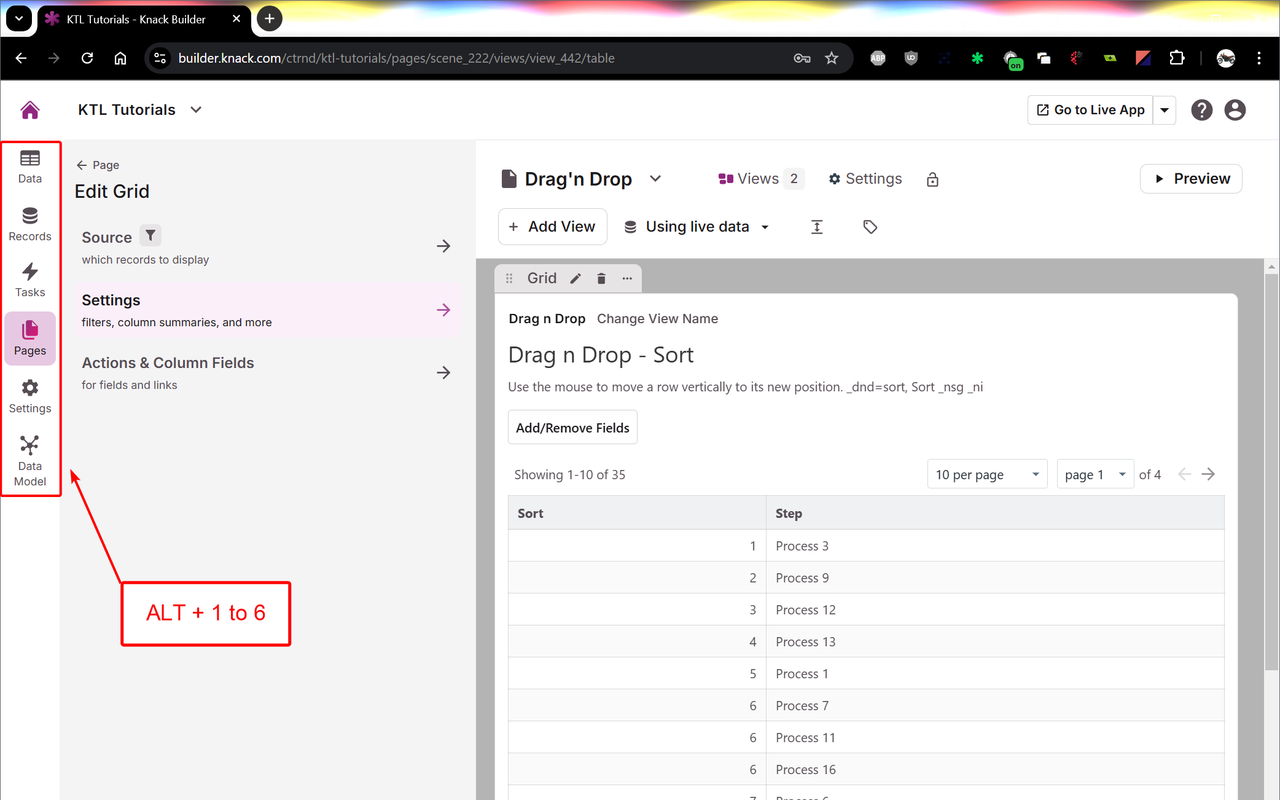 KTL Tutorials - Knack Builder
builder.knack.com/ctrnd/ktl-tutorials/pages/scene_222/views/view_442/table
ABP
UD
on
KTL Tutorials
Go to Live App
?
Data
Records
Tasks
Pages
Settings
Data
Model
Page
Edit Grid
Source
which records to display
Settings
filters, column summaries, and more
Actions & Column Fields
for fields and links
ALT + 1 to 6
Drag'n Drop
Views 2
Settings
Preview
+ Add View
Using live data
Grid
Drag n Drop Change View Name
Drag n Drop - Sort
Use the mouse to move a row vertically to its new position. _dnd=sort, Sort _nsg _ni
Add/Remove Fields
Showing 1-10 of 35
10 per page
page 1
of 4
Sort Step
1 Process 3
2 Process 9
3 Process 12
4 Process 13
5 Process 1
6 Process 7
6 Process 11
6 Process 16